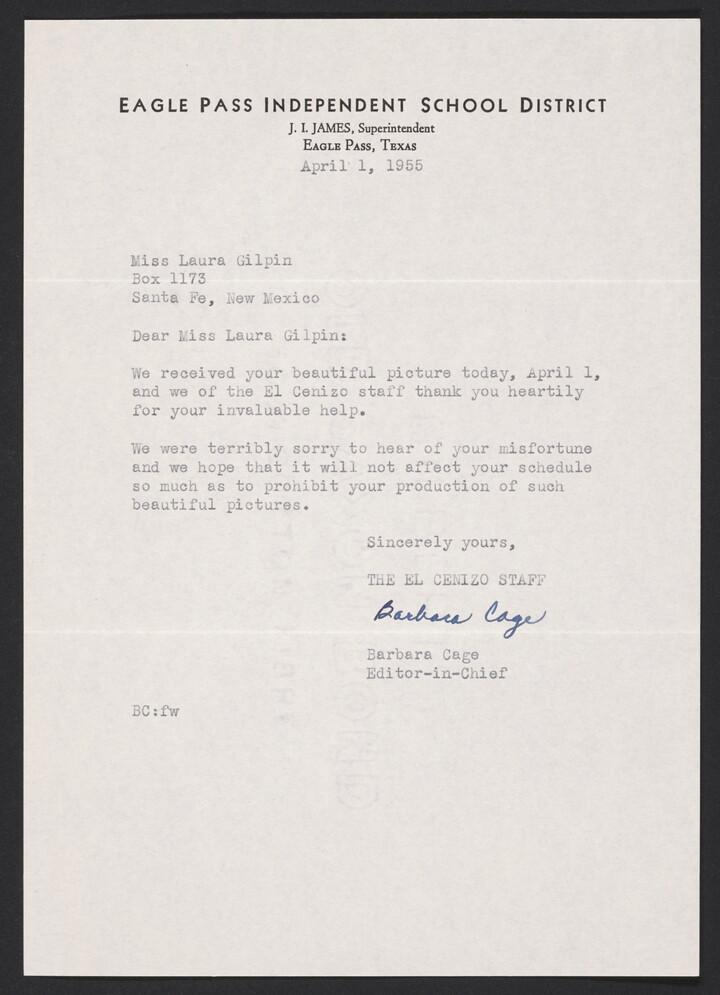 EAGLE PASS INDEPENDENT SCHOOL DISTRICT
J. I. JAMES, Superintendent
EAGLE PASS, TEXAS
April 1, 1955
Miss Laura Gilpin
Box 1173
Santa Fe, New Mexico
Dear Miss Laura Gilpin:
We received your beautiful picture today, April 1,
and we of the El Cenizo staff thank you heartily
for your invaluable help.
We were terribly sorry to hear of your misfortune
and we hope that it will not affect your schedule
so much as to prohibit your production of such
beautiful pictures.
Sincerely yours,
THE EL CENIZO STAFF
Barbara Cage
Barbara Cage
Editor-in-Chief
BC:fw